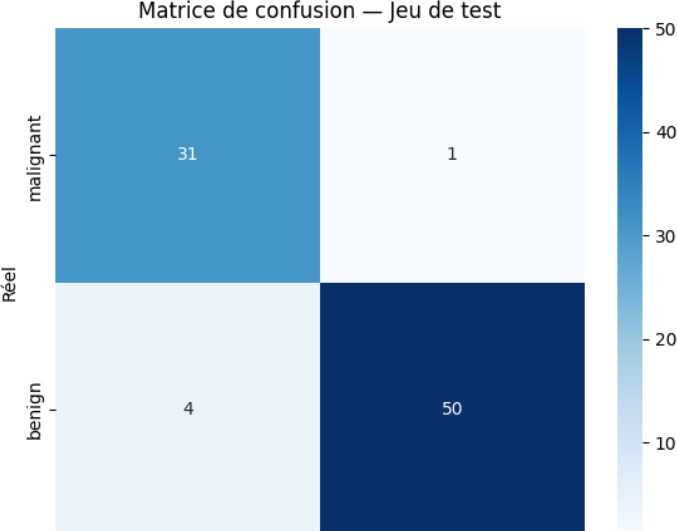 Matrice de confusion — Jeu de test
malignant
31
1
Réel
benign
4
50
50
40
30
20
10